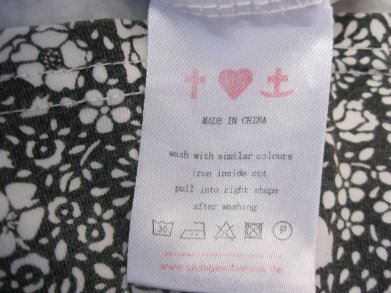 MADE IN CHINA
wash with similar colours
iron inside out
pull into right shape
after washing
30
P